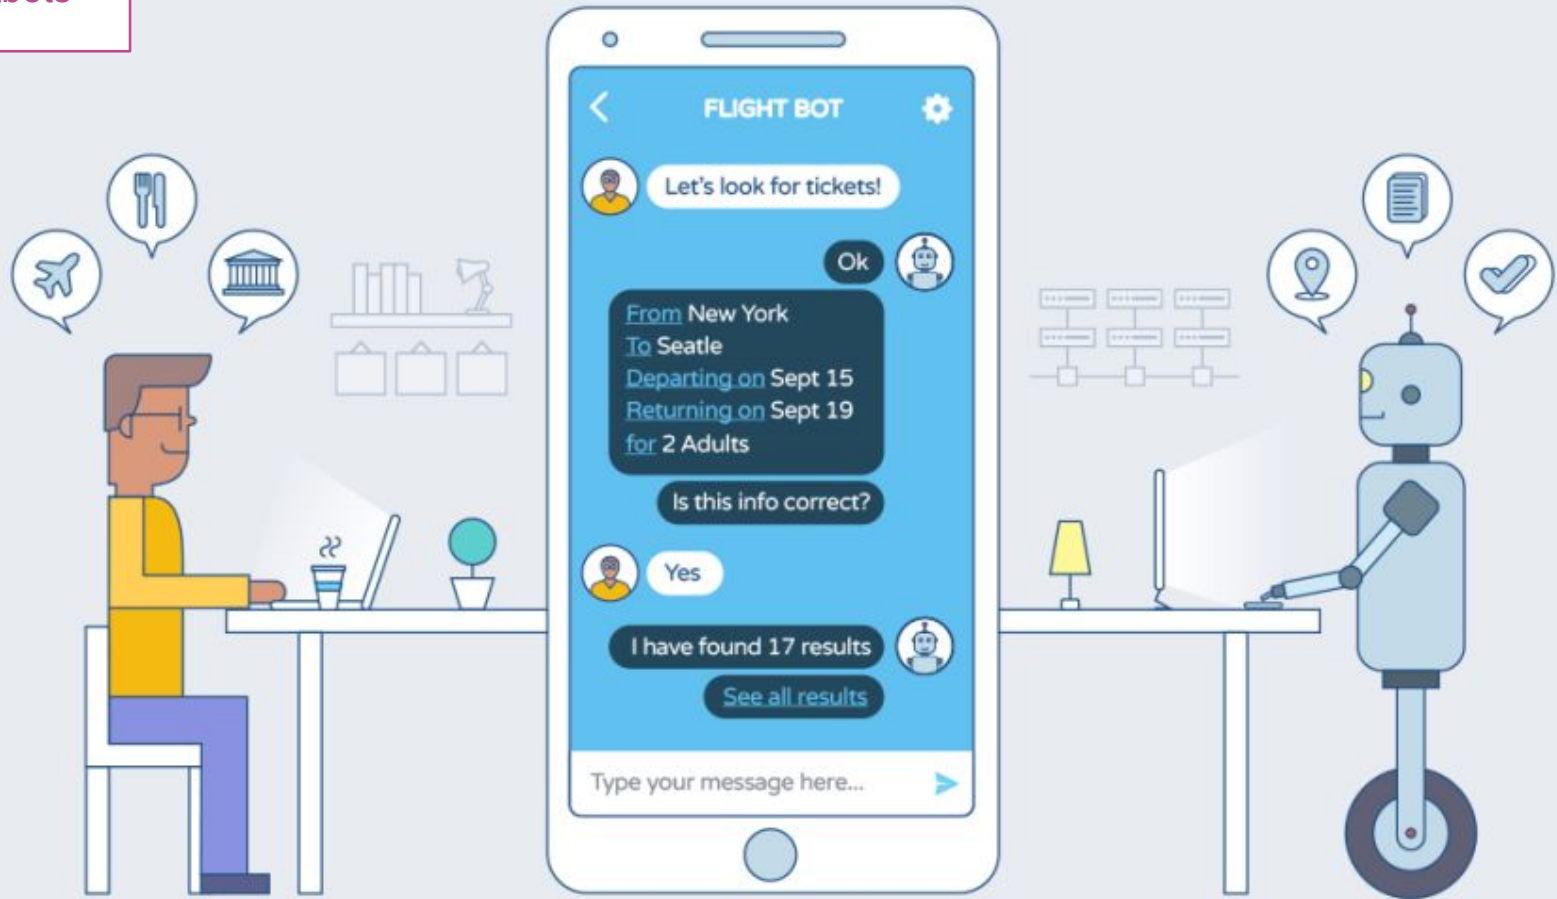 FLIGHT BOT
Let's look for tickets!
Ok
From New York
To Seatle
Departing on Sept 15
Returning on Sept 19
for 2 Adults
Is this info correct?
Yes
I have found 17 results
See all results
Type your message here...